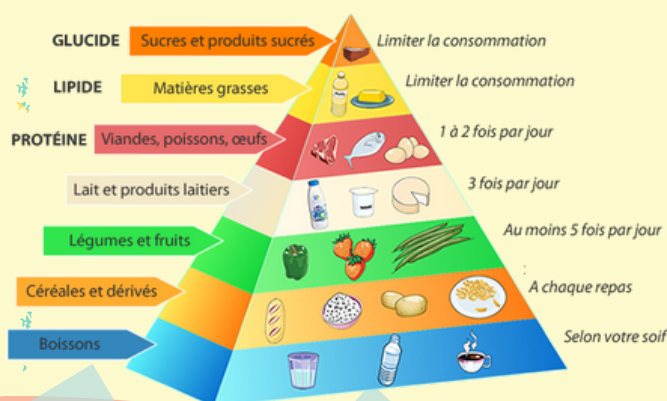 GLUCIDE Sucres et produits sucrés Limiter la consommation
LIPIDE Matières grasses Limiter la consommation
PROTÉINE Viandes, poissons, œufs 1 à 2 fois par jour
Lait et produits laitiers 3 fois par jour
Légumes et fruits Au moins 5 fois par jour
Céréales et dérivés A chaque repas
Boissons Selon votre soif